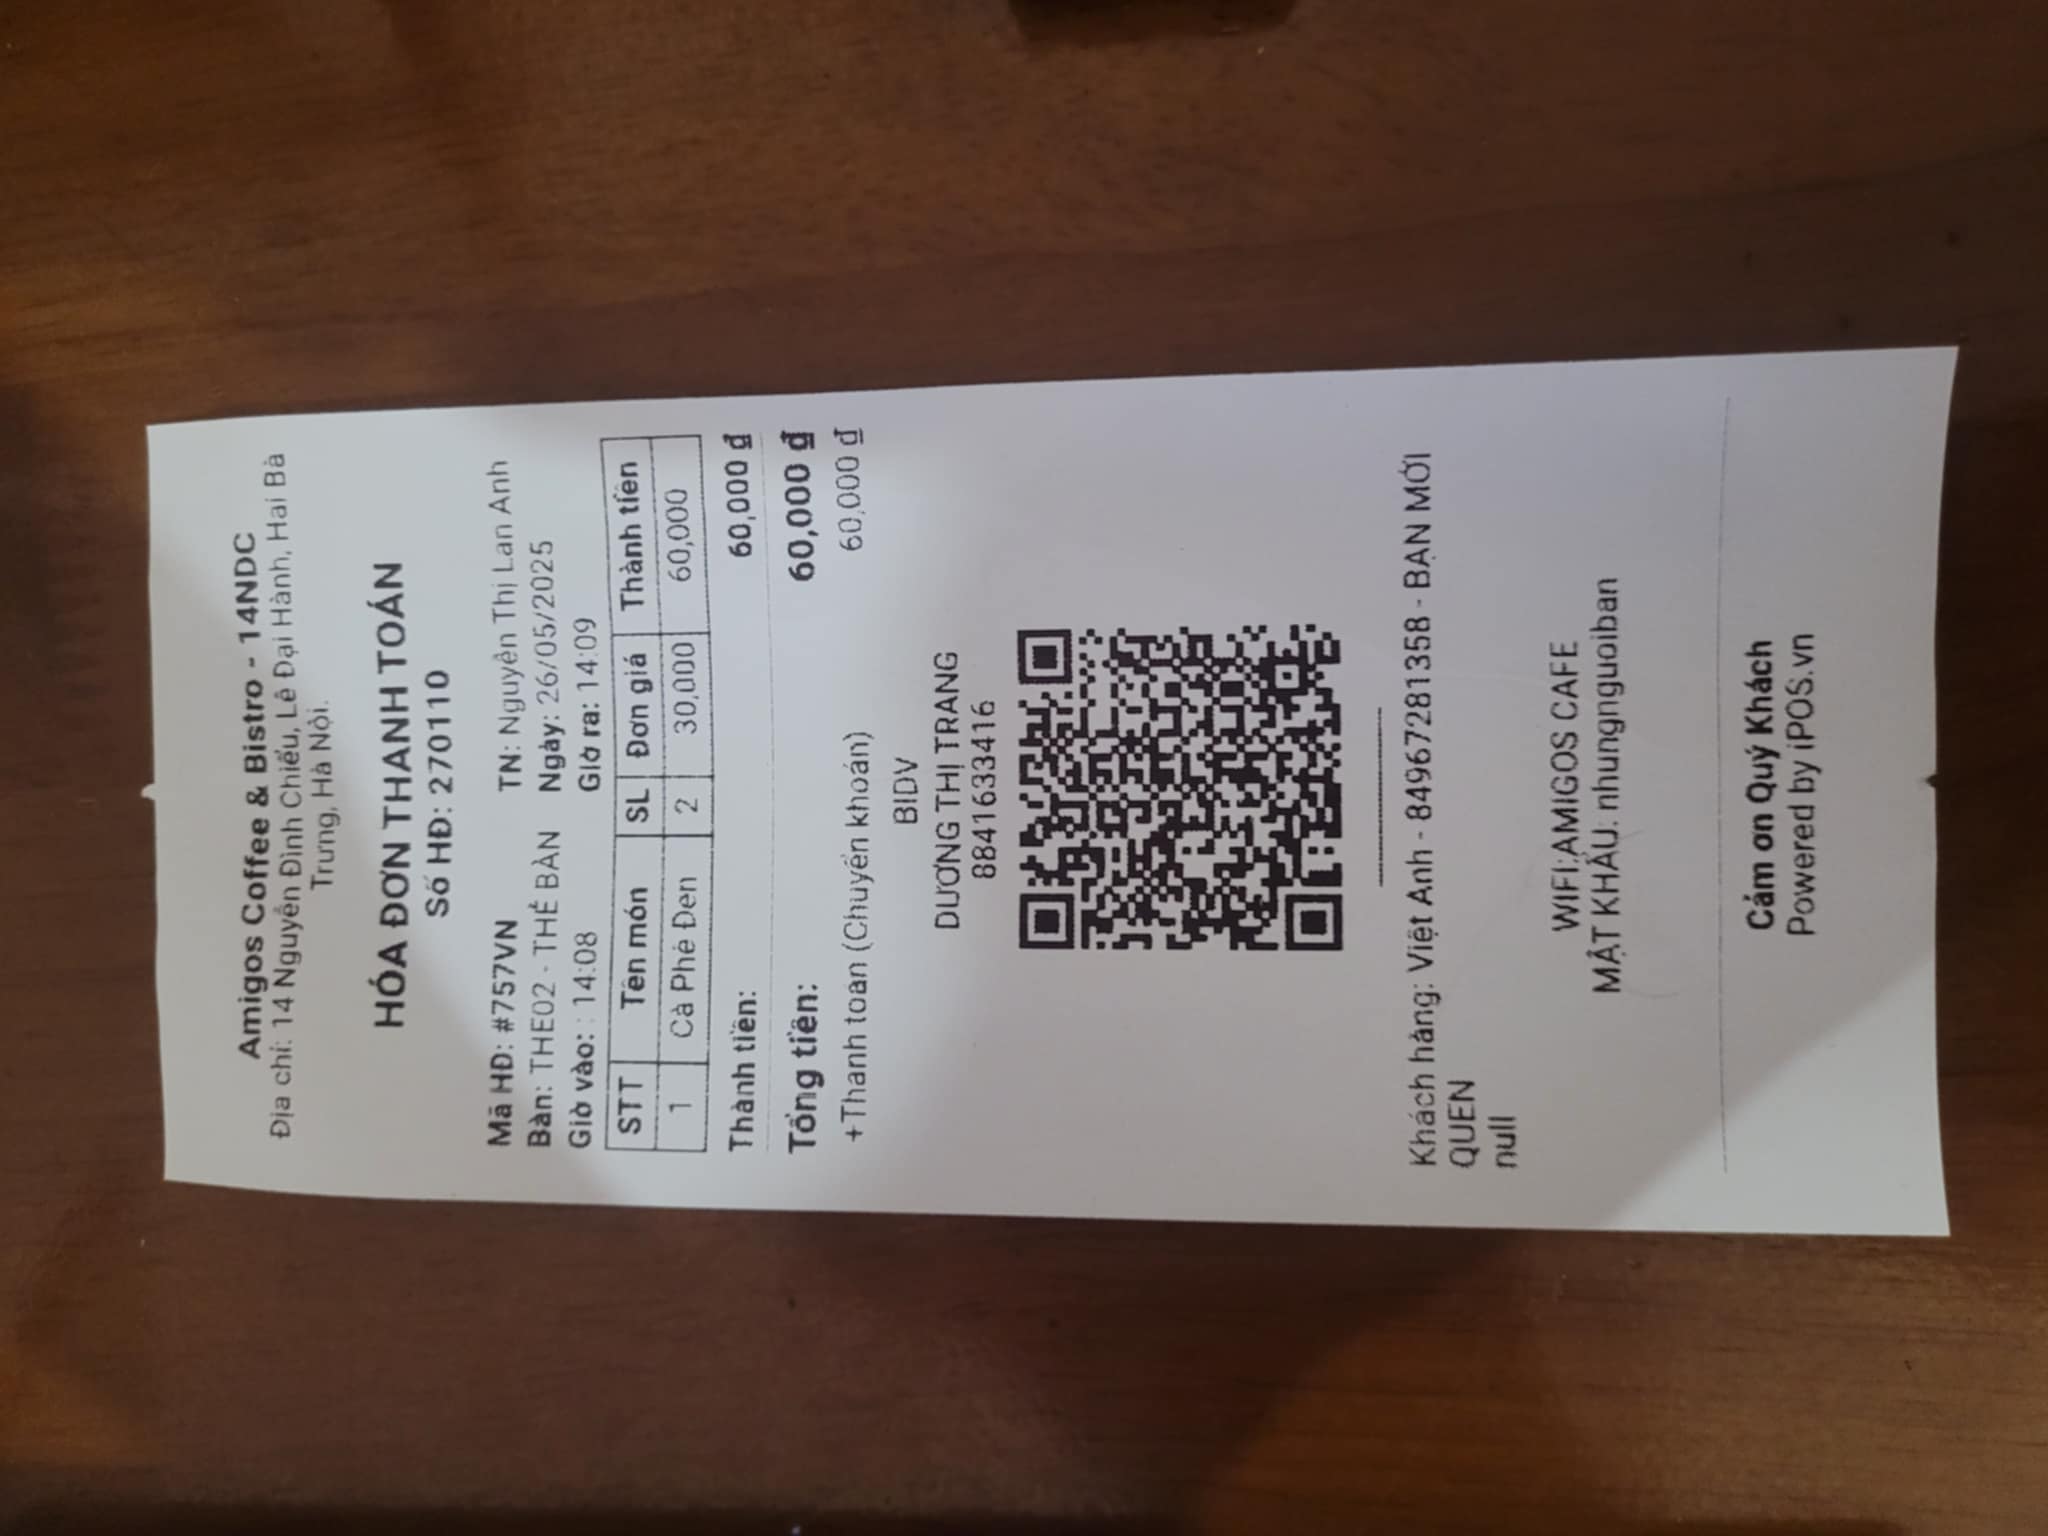 Amigos Coffee & Bistro - 14NDC
Địa chỉ: 14 Nguyễn Đình Chiểu, Lê Đại Hành, Hai Bà
Trưng, Hà Nội.
HÓA ĐƠN THANH TOÁN
Số HĐ: 270110
Mã HĐ: #757VN TN: Nguyễn Thị Lan Anh
Bàn: THE02 - THẺ BÀN Ngày: 26/05/2025
Giờ vào: : 14:08 Giờ ra: 14:09
STT Tên món SL Đơn giá Thành tiền
1 Cà Phê Đen 2 30,000 60,000
Thành tiền: 60,000 ₫
Tổng tiền: 60,000 ₫
+Thanh toán (Chuyển khoản) 60,000 ₫
BIDV
DƯƠNG THỊ TRANG
8841633416
Khách hàng: Việt Anh - 84967281358 - BẠN MỚI
QUEN
null
WIFI:AMIGOS CAFE
MẬT KHẨU: nhungnguoiban
Cảm ơn Quý Khách
Powered by iPOS.vn